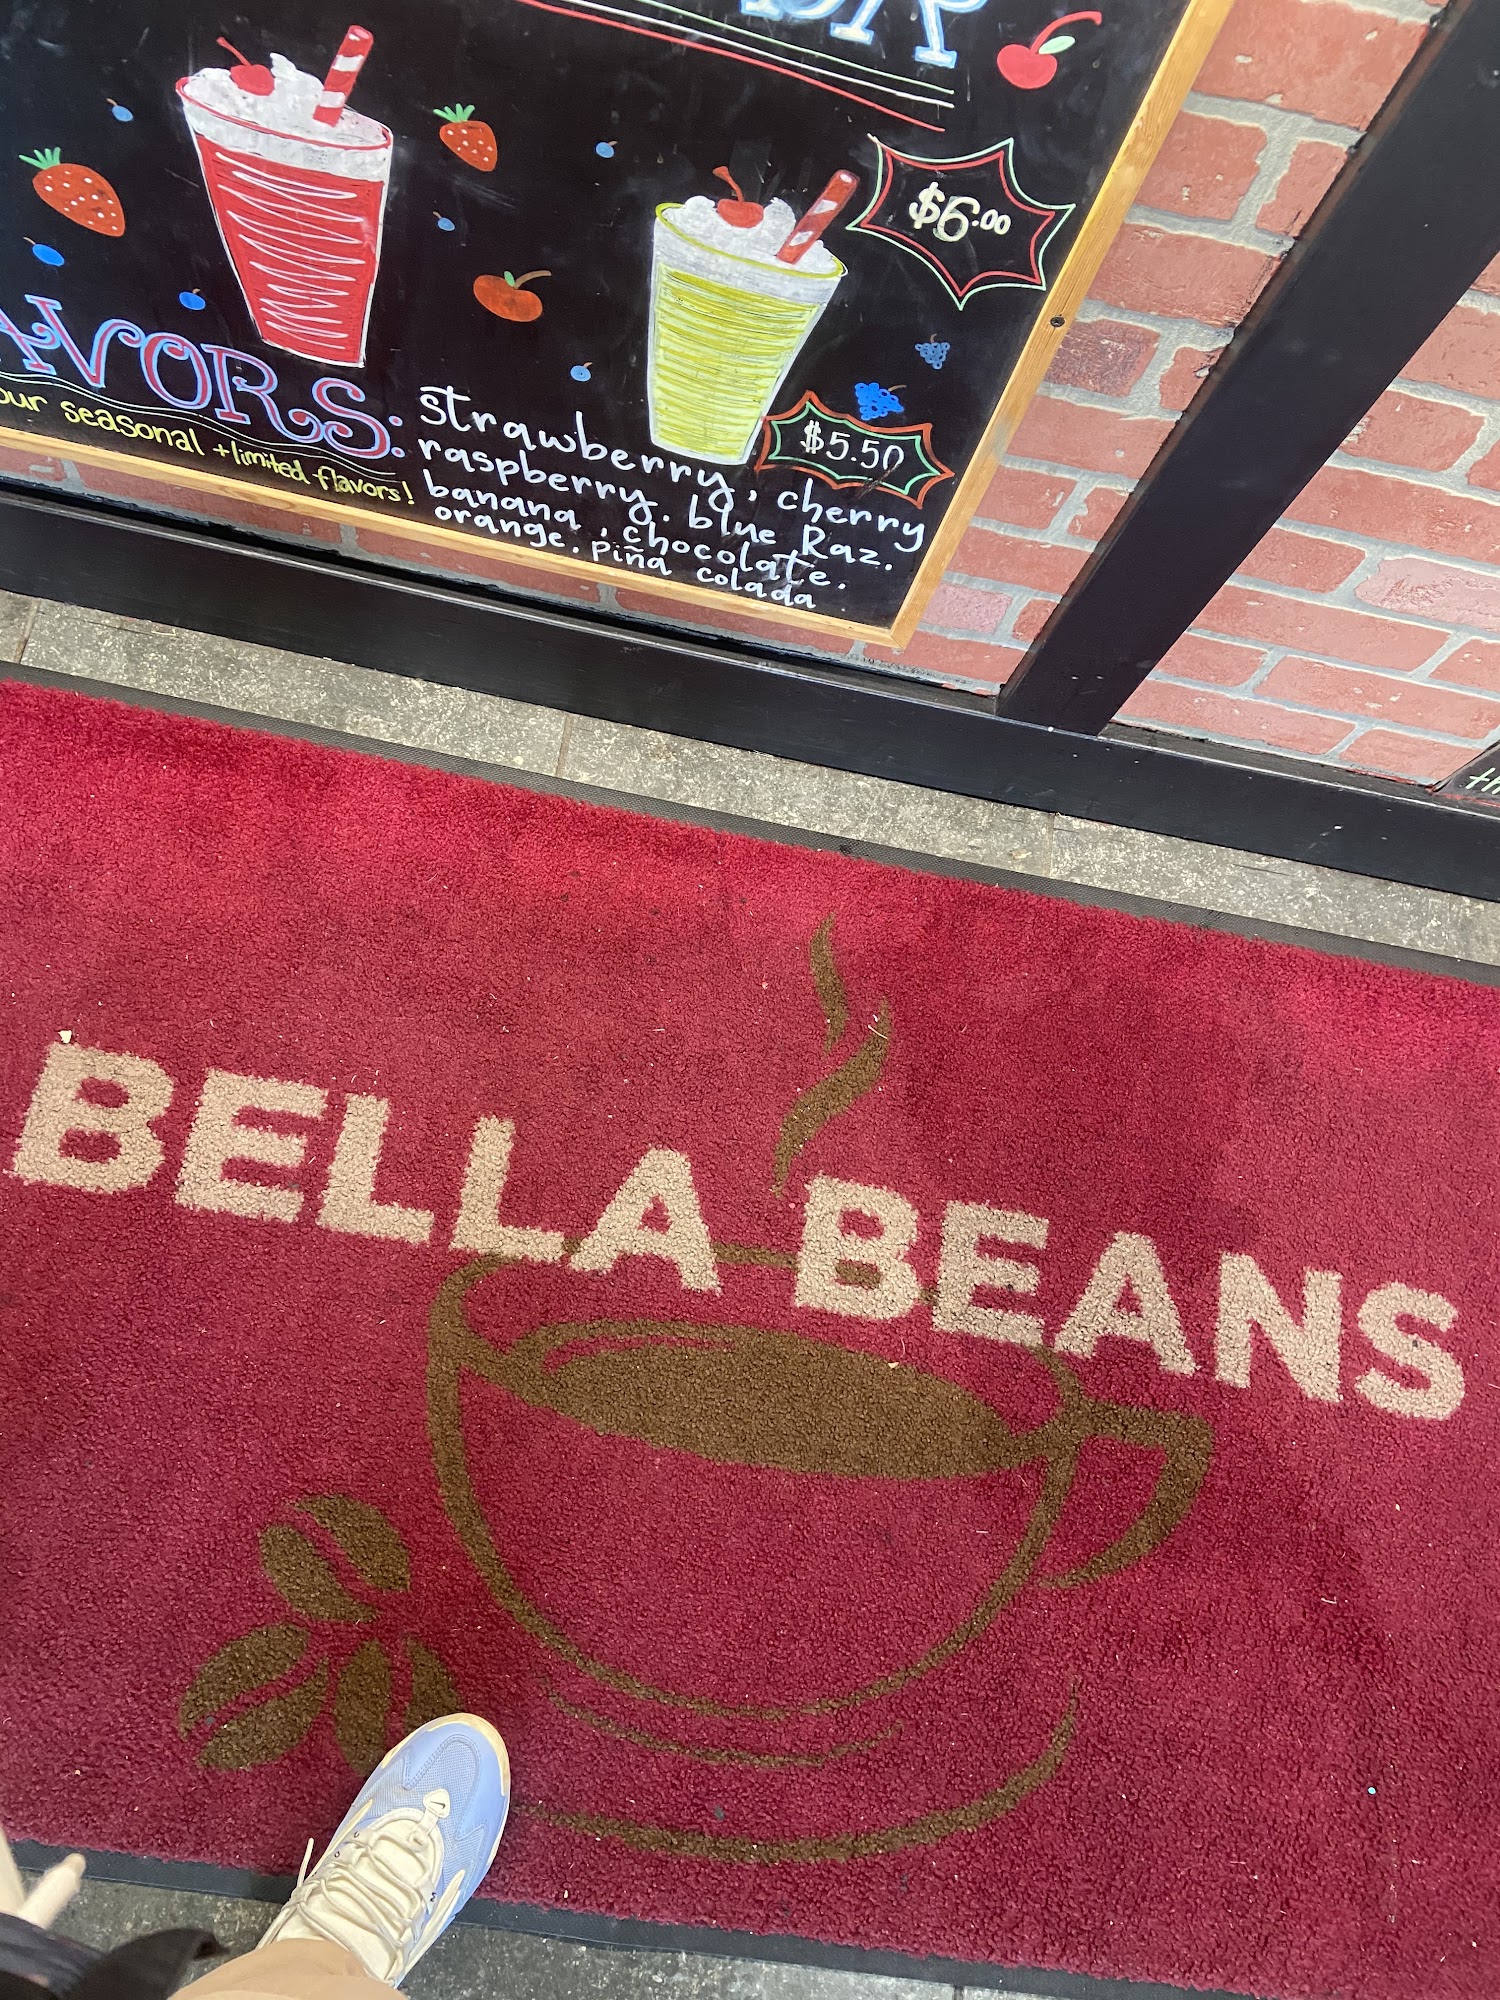 $6.00
$5.50
FLAVORS:
our seasonal + limited flavors!
strawberry, cherry
raspberry. blue Raz.
banana, chocolate.
orange. piña colada
BELLA BEANS